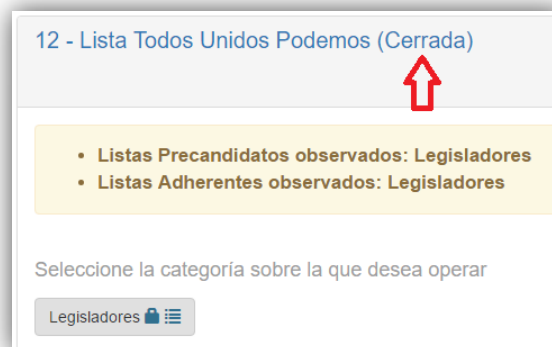 12 - Lista Todos Unidos Podemos (Cerrada)
Listas Precandidatos observados: Legisladores
Listas Adherentes observados: Legisladores
Seleccione la categoría sobre la que desea operar
Legisladores